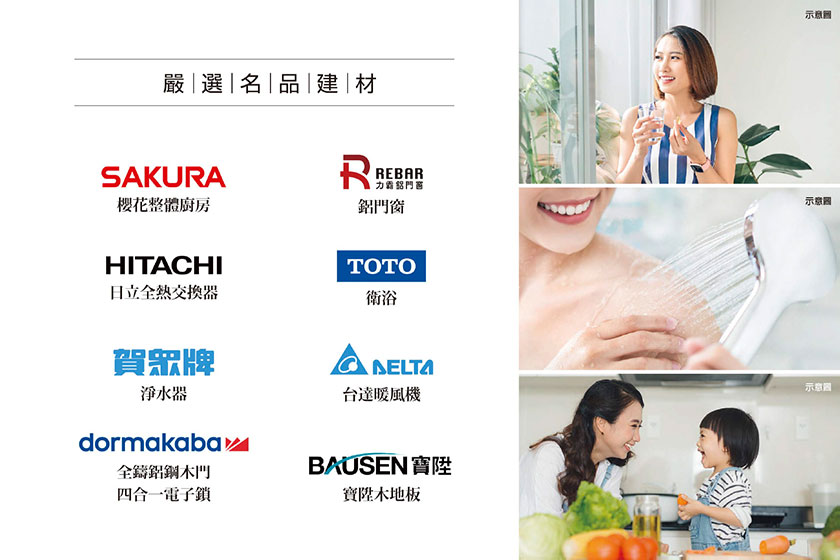 嚴選名品建材
SAKURA
櫻花整體廚房
REBAR
力霸鋁門窗
鋁門窗
HITACHI
日立全熱交換器
TOTO
衛浴
賀眾牌
淨水器
DELTA
台達暖風機
dormakaba
全鑄鋁鋼木門
四合一電子鎖
BAUSEN寶陞
寶陞木地板
示意圖
示意圖
示意圖